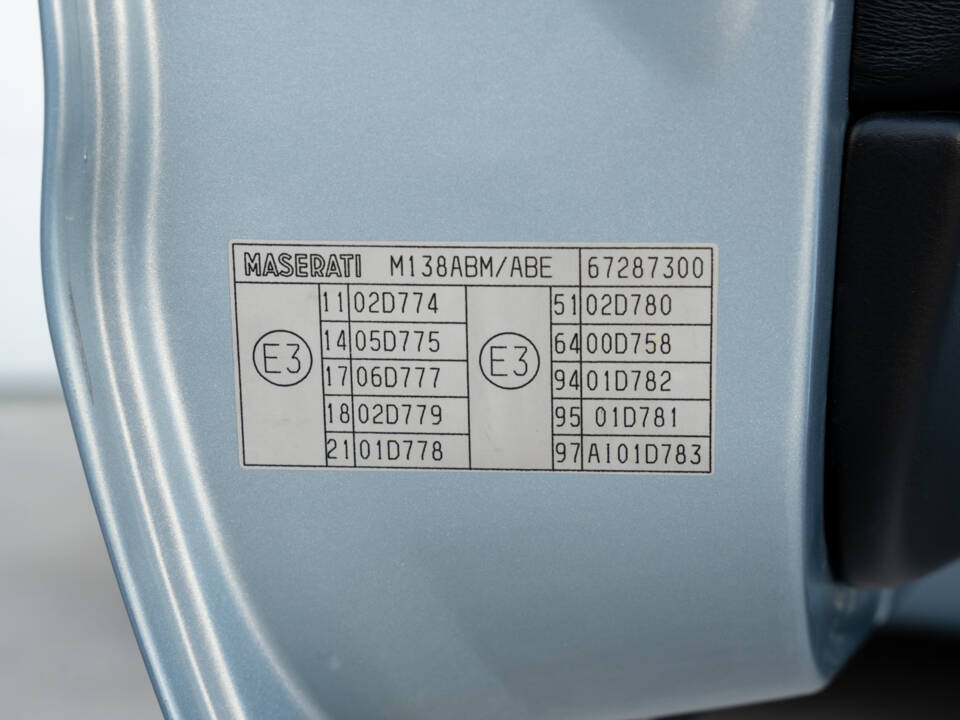 MASERATI M138ABM/ABE 67287300
E3
11 02D774
14 05D775
17 06D777
18 02D779
21 01D778
E3
51 02D780
64 00D758
94 01D782
95 01D781
97 AI01D783